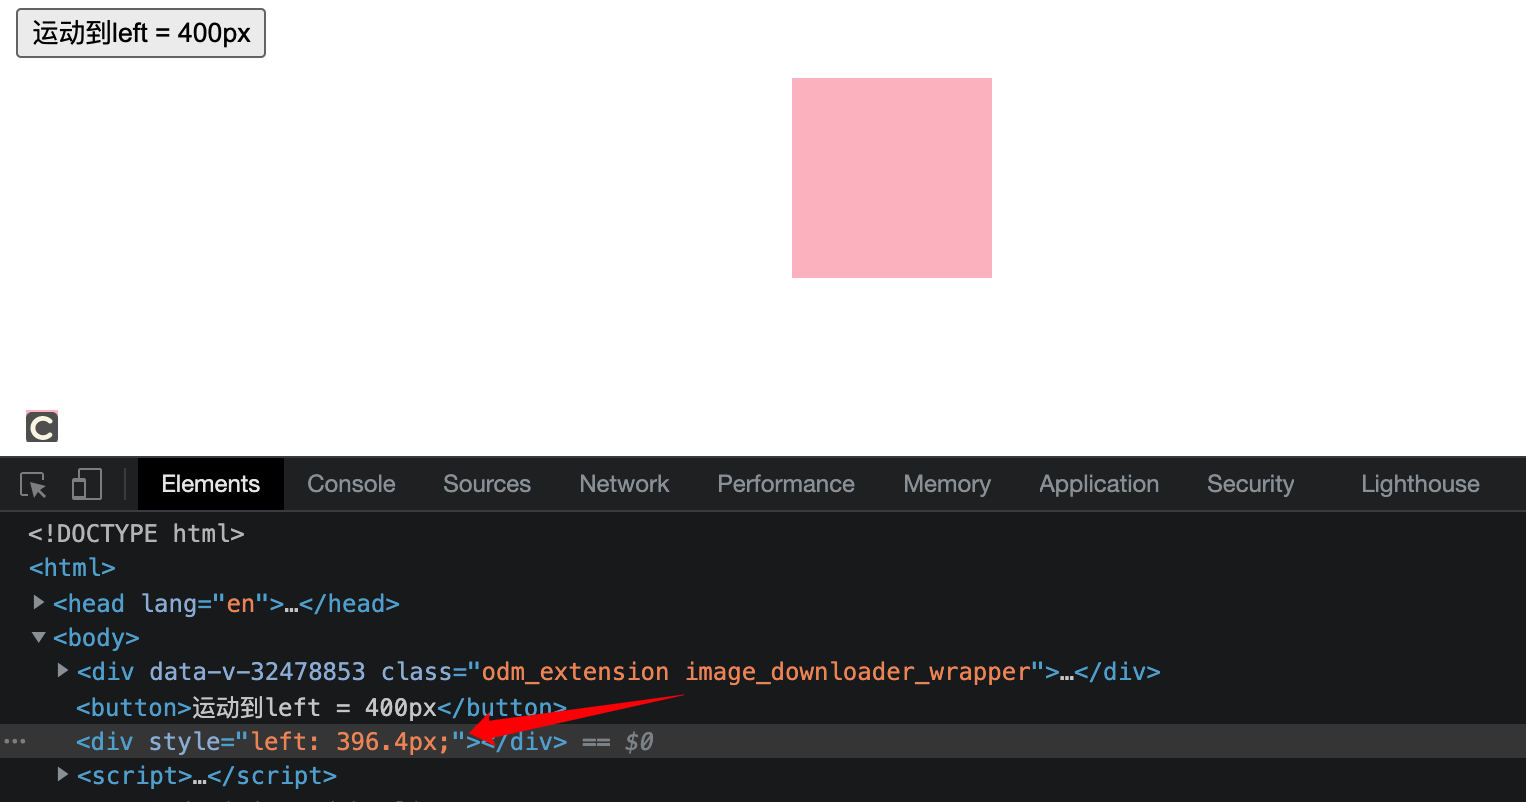 运动到left = 400px
C
Elements Console Sources Network Performance Memory Application Security Lighthouse
<!DOCTYPE html>
<html>
<head lang="en">…</head>
<body>
<div data-v-32478853 class="odm_extension image_downloader_wrapper">…</div>
<button>运动到left = 400px</button>
<div style="left: 396.4px;"></div> == $0
<script>…</script>